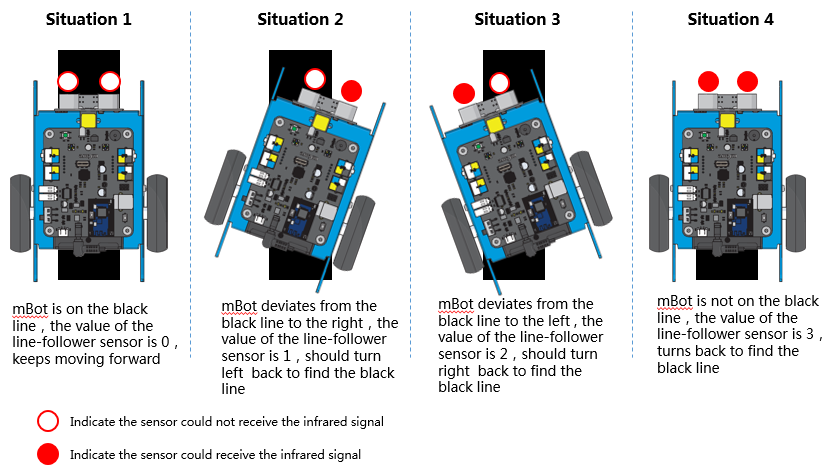 Situation 1
mBot is on the black
line , the value of the
line-follower sensor is 0 ,
keeps moving forward
Situation 2
mBot deviates from the
black line to the right , the
value of the line-follower
sensor is 1 , should turn
left  back to find the black
line
Situation 3
mBot deviates from the
black line to the left , the
value of the line-follower
sensor is 2 , should turn
right  back to find the
black line
Situation 4
mBot is not on the black
line , the value of the
line-follower sensor is 3 ,
turns back to find the
black line
Indicate the sensor could not receive the infrared signal
Indicate the sensor could receive the infrared signal